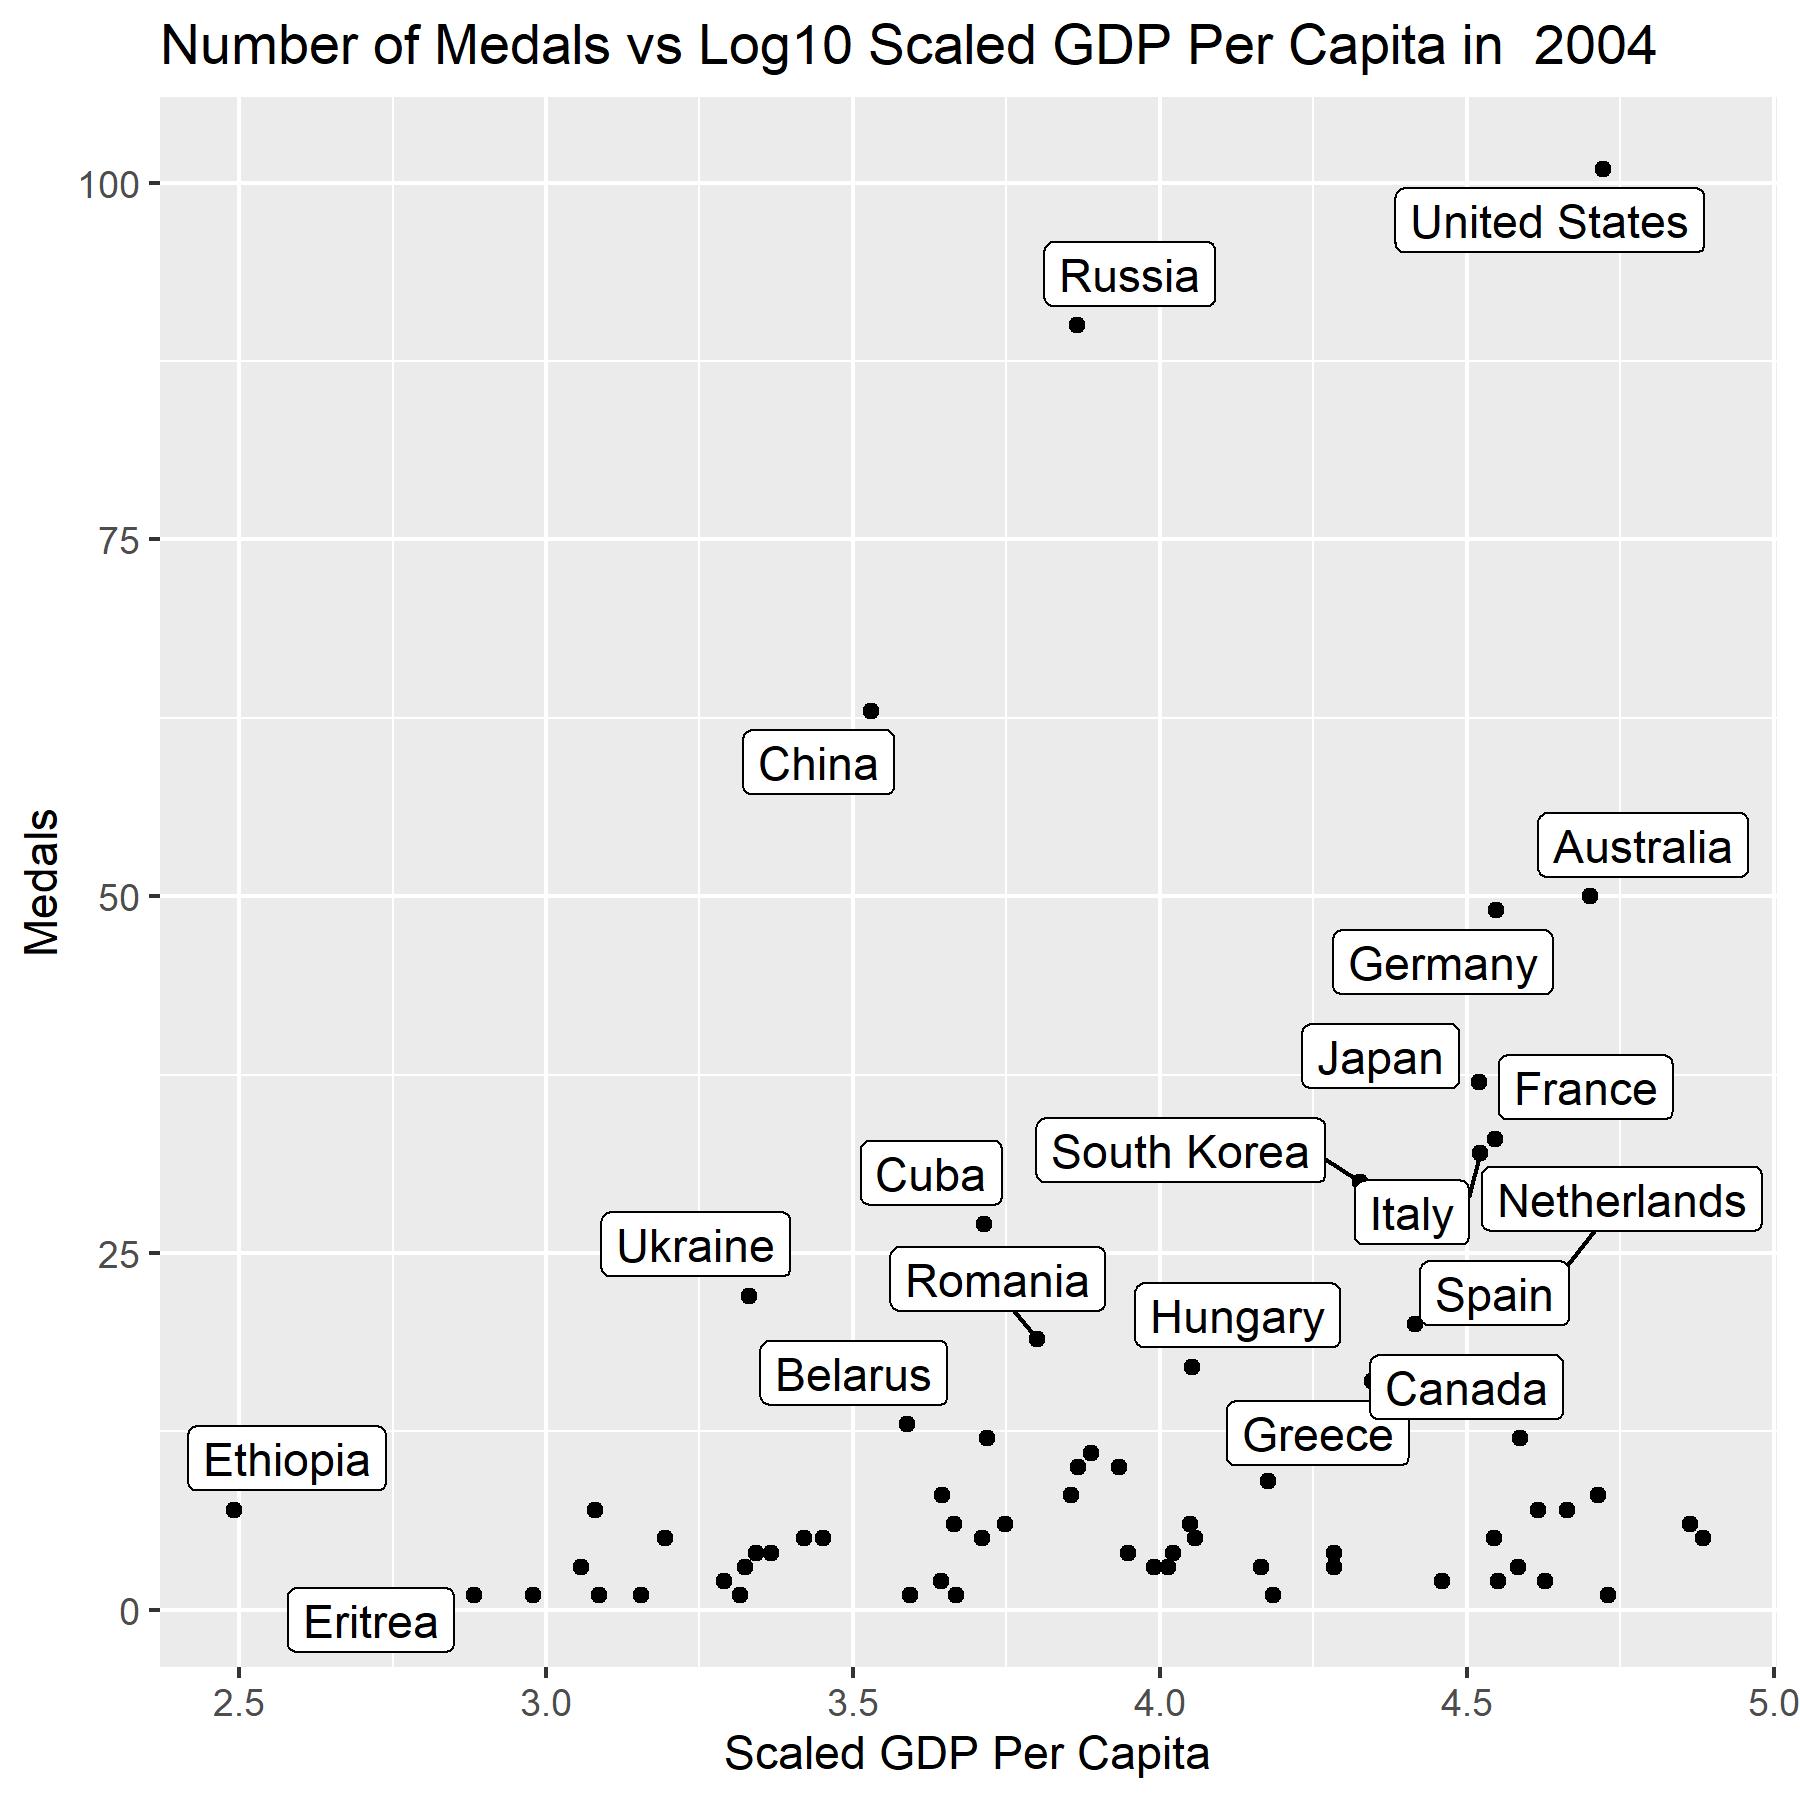 Number of Medals vs Log10 Scaled GDP Per Capita in  2004
100
United States
Russia
75
China
Australia
50
Germany
Japan
France
South Korea
Cuba
Netherlands
Italy
Ukraine
25
Romania
Spain
Hungary
Belarus
Canada
Greece
Ethiopia
Eritrea
0
Medals
2.5 3.0 3.5 4.0 4.5 5.0
Scaled GDP Per Capita